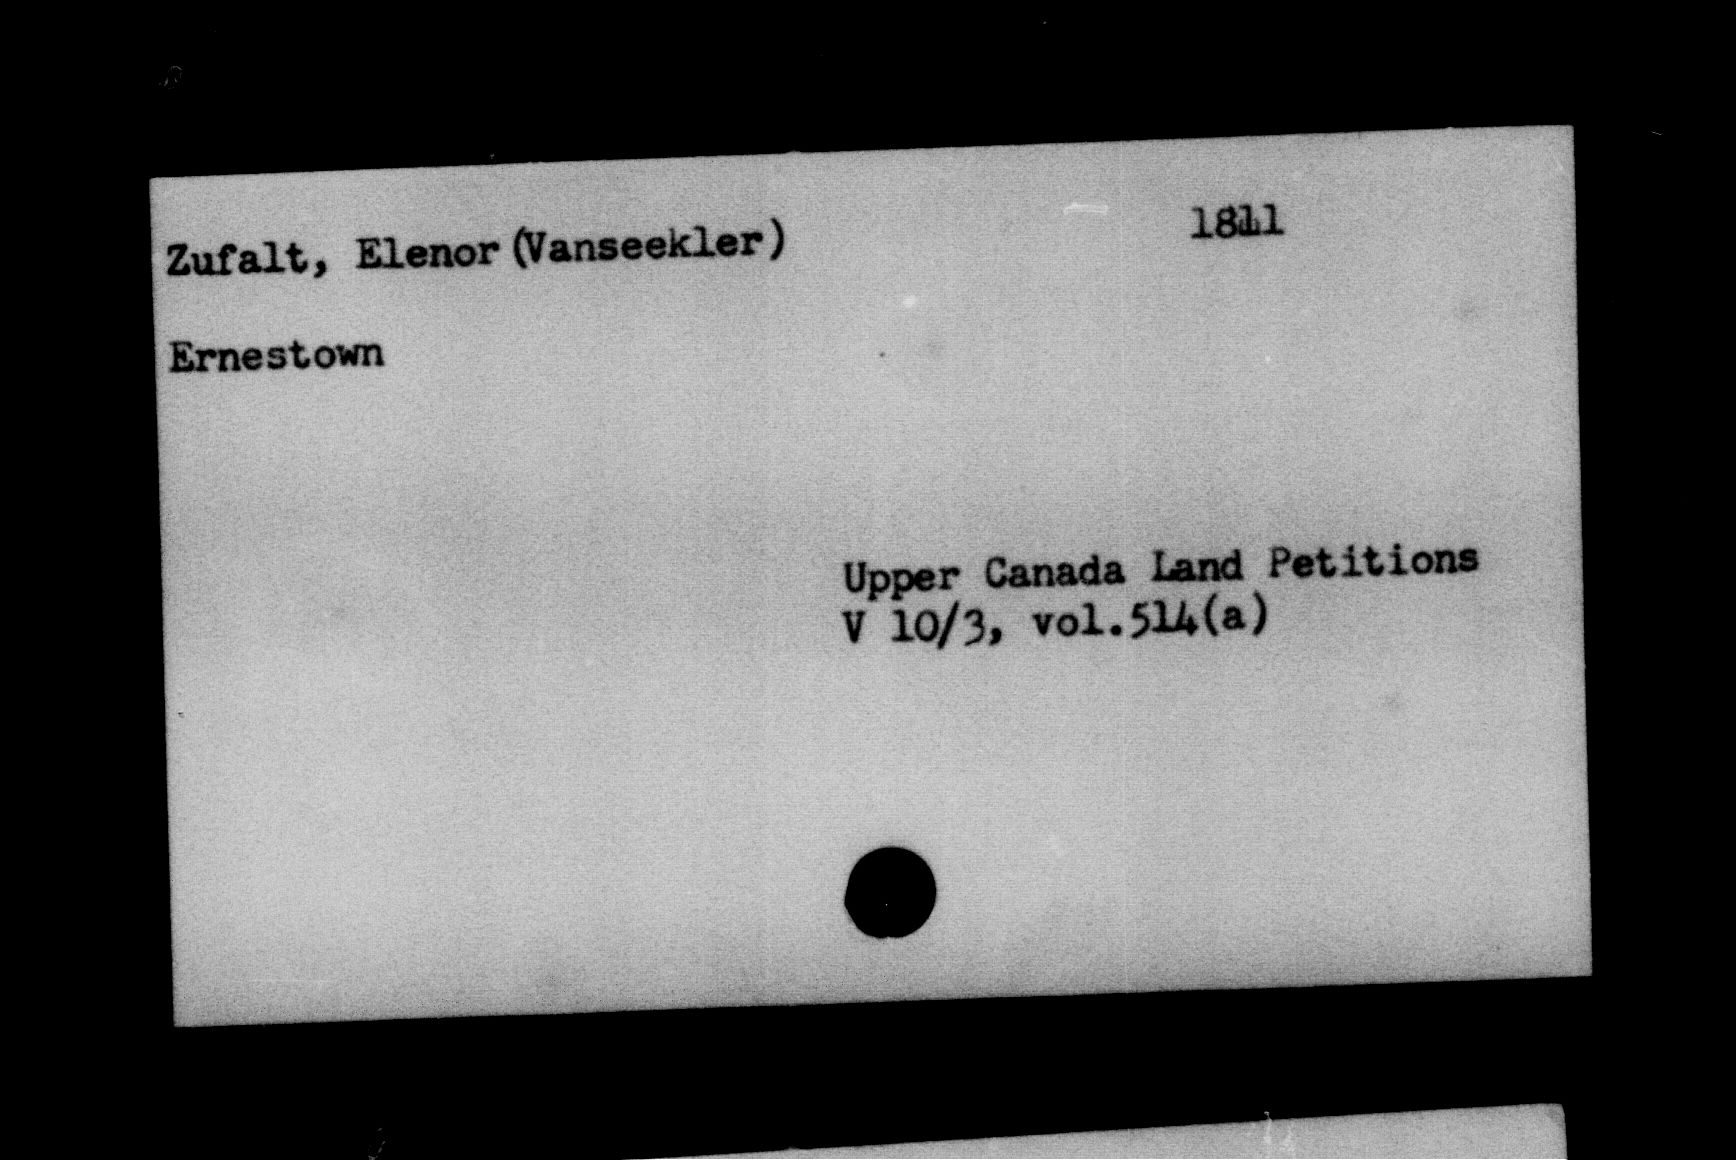 Zufalt, Elenor (Vanseekler) 1811
Ernestown
Upper Canada Land Petitions
V 10/3, vol.514(a)